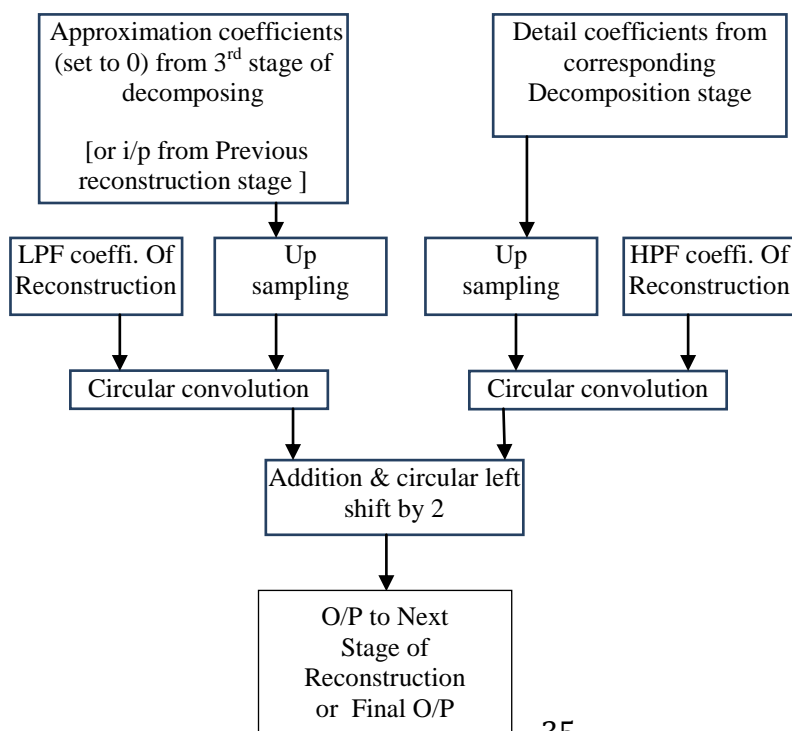 Approximation coefficients
(set to 0) from 3rd stage of
decomposing
[or i/p from Previous
reconstruction stage ]
Detail coefficients from
corresponding
Decomposition stage
LPF coeffi. Of
Reconstruction
Up
sampling
Up
sampling
HPF coeffi. Of
Reconstruction
Circular convolution
Circular convolution
Addition & circular left
shift by 2
O/P to Next
Stage of
Reconstruction
or Final O/P
35